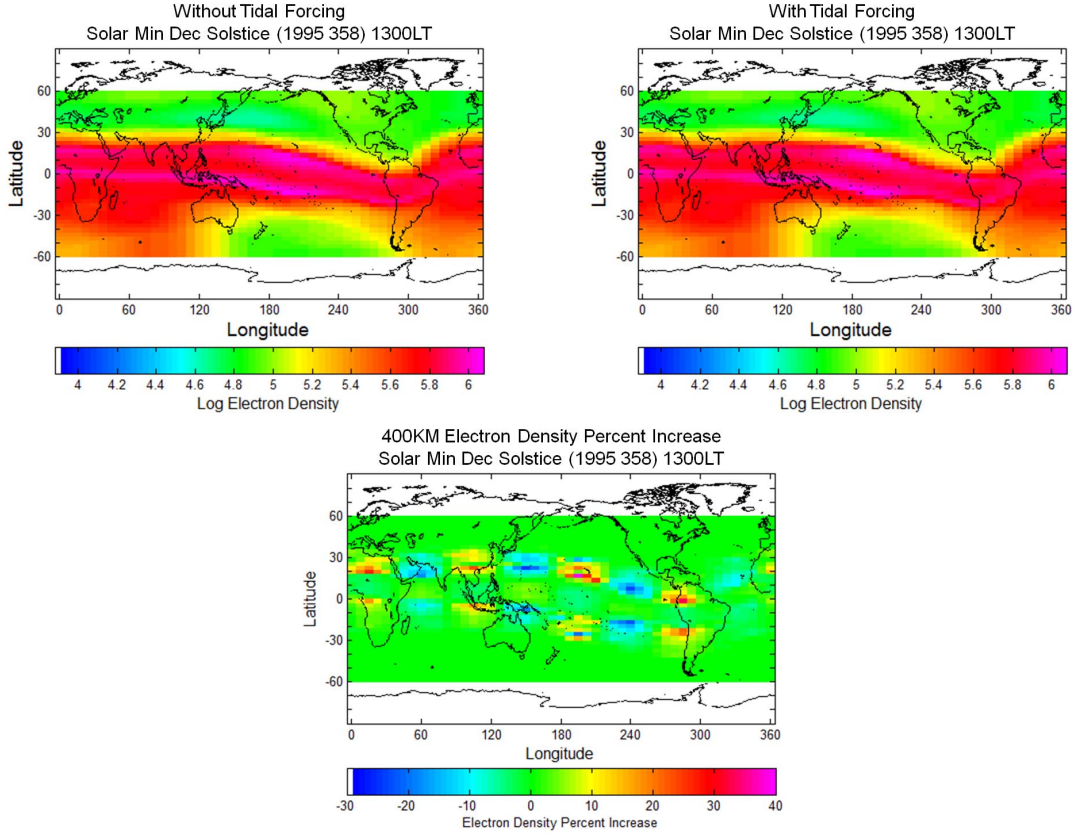 Without Tidal Forcing
Solar Min Dec Solstice (1995 358) 1300LT
60
30
0
-30
-60
Latitude
0 60 120 180 240 300 360
Longitude
4 4.2 4.4 4.6 4.8 5 5.2 5.4 5.6 5.8 6
Log Electron Density
With Tidal Forcing
Solar Min Dec Solstice (1995 358) 1300LT
60
30
0
-30
-60
Latitude
0 60 120 180 240 300 360
Longitude
4 4.2 4.4 4.6 4.8 5 5.2 5.4 5.6 5.8 6
Log Electron Density
400KM Electron Density Percent Increase
Solar Min Dec Solstice (1995 358) 1300LT
60
30
0
-30
-60
Latitude
0 60 120 180 240 300 360
Longitude
-30 -20 -10 0 10 20 30 40
Electron Density Percent Increase